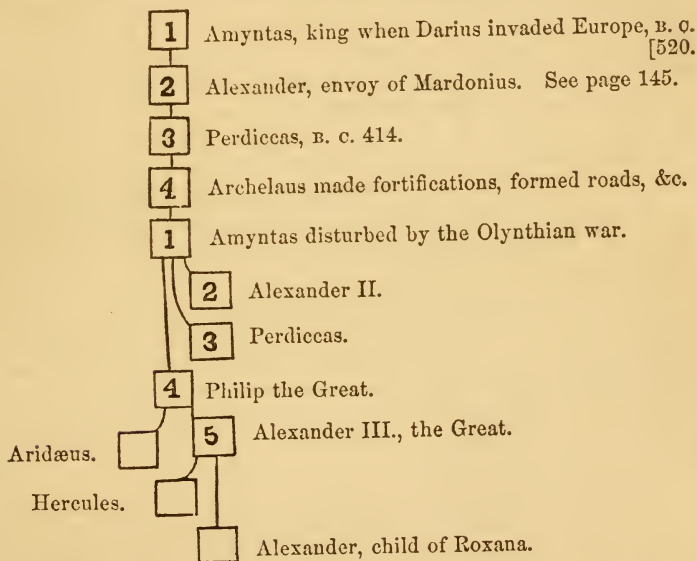 1 Amyntas, king when Darius invaded Europe, B. C.
[520.
2 Alexander, envoy of Mardonius. See page 145.
3 Perdiccas, B. C. 414.
4 Archelaus made fortifications, formed roads, &c.
1 Amyntas disturbed by the Olynthian war.
2 Alexander II.
3 Perdiccas.
4 Philip the Great.
5 Alexander III., the Great.
Aridæus.
Hercules.
Alexander, child of Roxana.